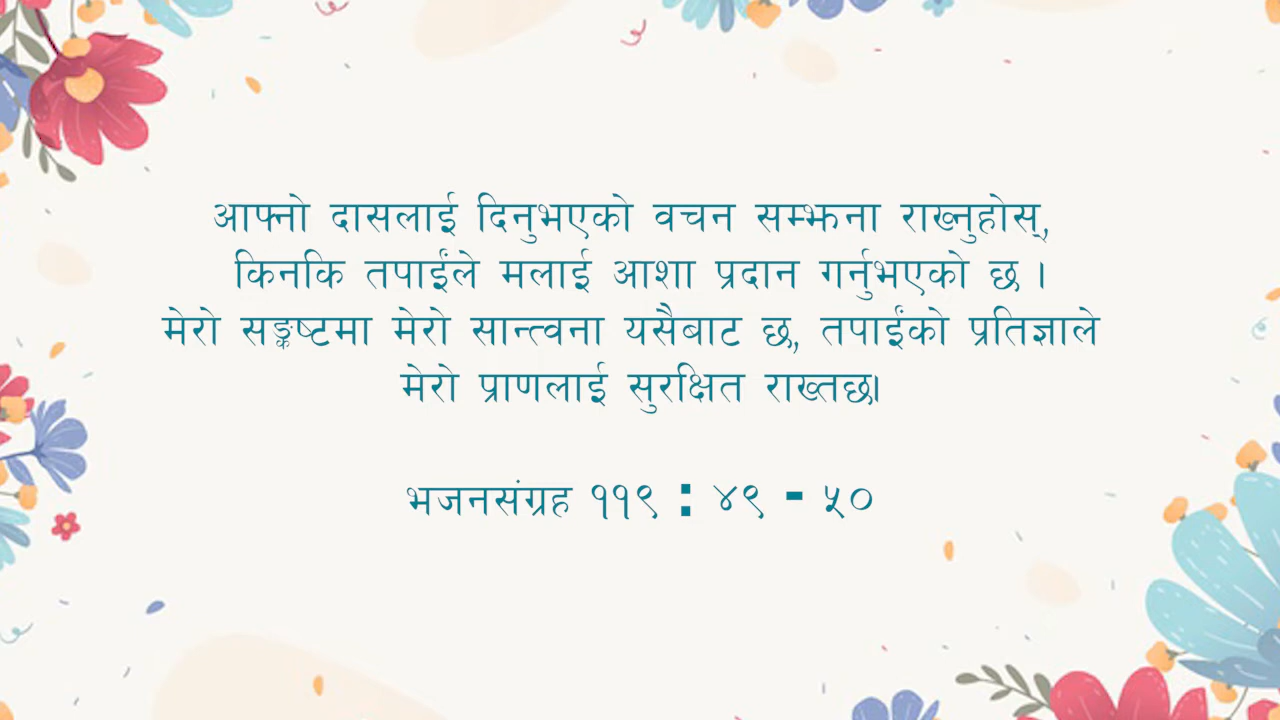 आफ्नो दासलाई दिनुभएको वचन सम्झना राख्नुहोस्,
किनकि तपाईंले मलाई आशा प्रदान गर्नुभएको छ ।
मेरो सङ्कष्टमा मेरो सान्त्वना यसैबाट छ, तपाईंको प्रतिज्ञाले
मेरो प्राणलाई सुरक्षित राख्तछ।
भजनसंग्रह ११९ : ४९ - ५०